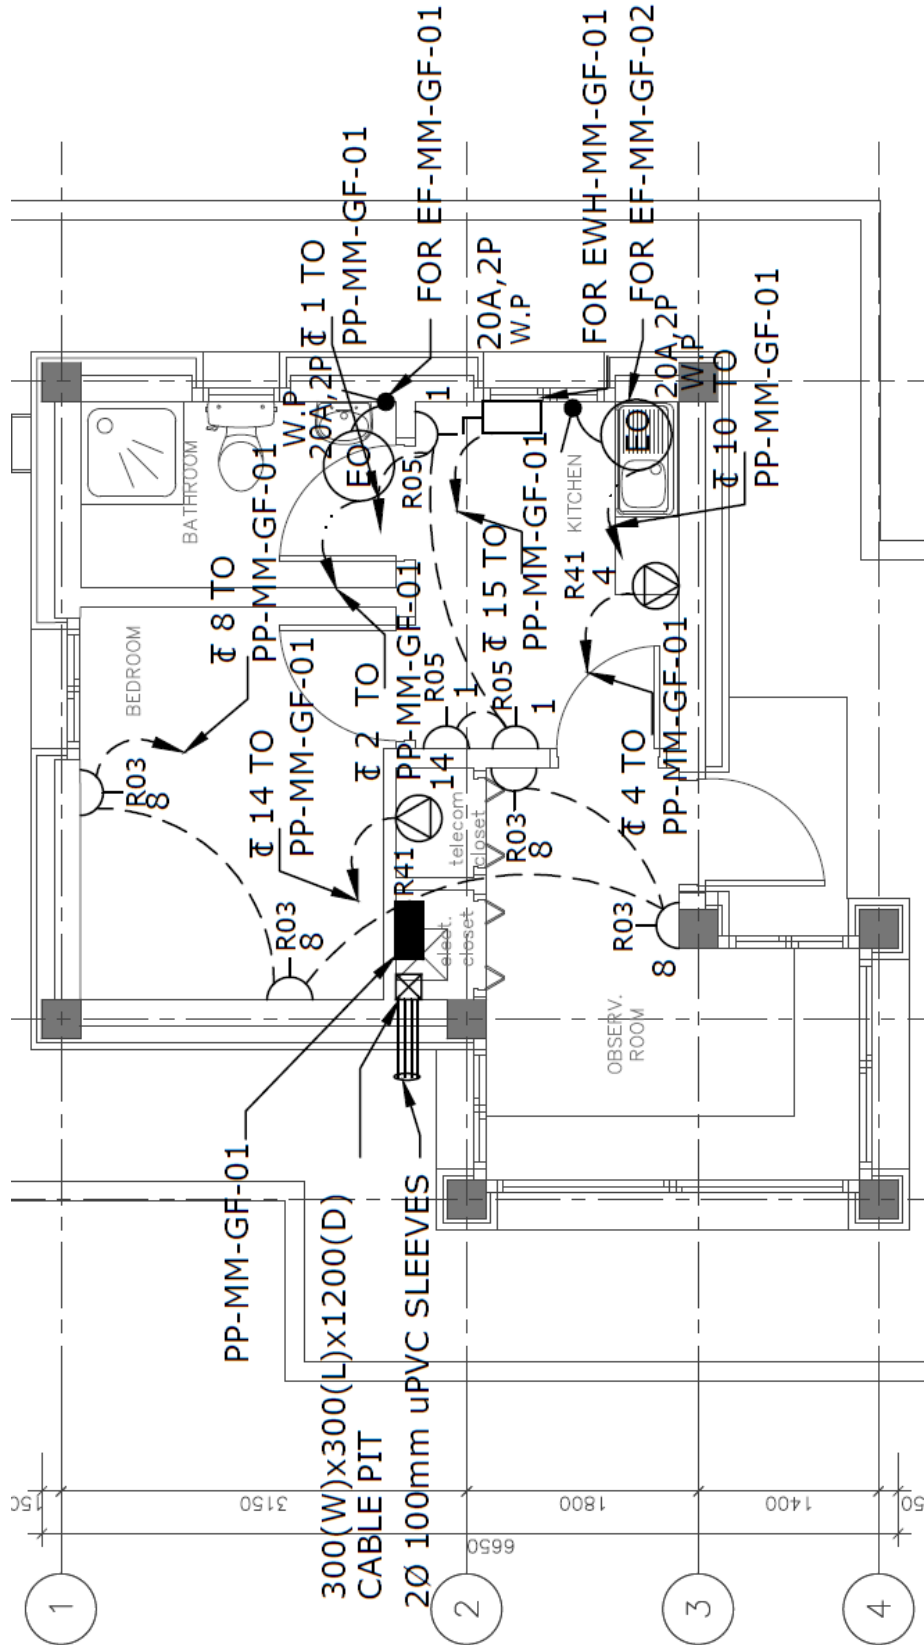 FOR EF-MM-GF-01
FOR EWH-MM-GF-01
FOR EF-MM-GF-02
₵ 1 TO
PP-MM-GF-01
20A,2P
W.P
W.P
20A,2P
EO
1
R05
BATHROOM
₵ 8 TO
PP-MM-GF-01
20A,2P
W.P
EO
₵ 10 TO
PP-MM-GF-01
KITCHEN
₵ 15 TO
PP-MM-GF-01
R41
4
BEDROOM
R03
8
₵ 14 TO
PP-MM-GF-01
₵ 2 TO
PP-MM-GF-01
R05
1
R05
1
14
R41
₵ 4 TO
PP-MM-GF-01
telecom
closet
R03
8
elect.
closet
R03
8
R03
8
OBSERV.
ROOM
PP-MM-GF-01
300(W)x300(L)x1200(D)
CABLE PIT
2Ø 100mm uPVC SLEEVES
3150
1800
1400
6650
1
2
3
4